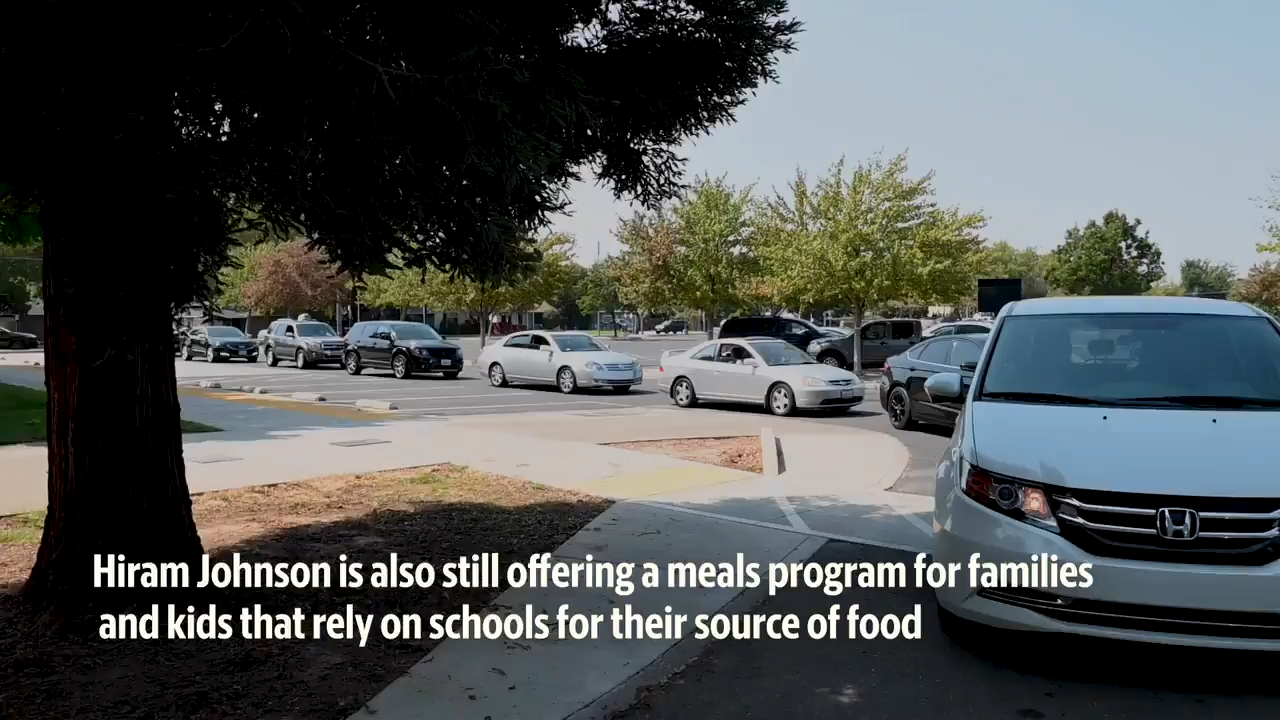 Hiram Johnson is also still offering a meals program for families
and kids that rely on schools for their source of food